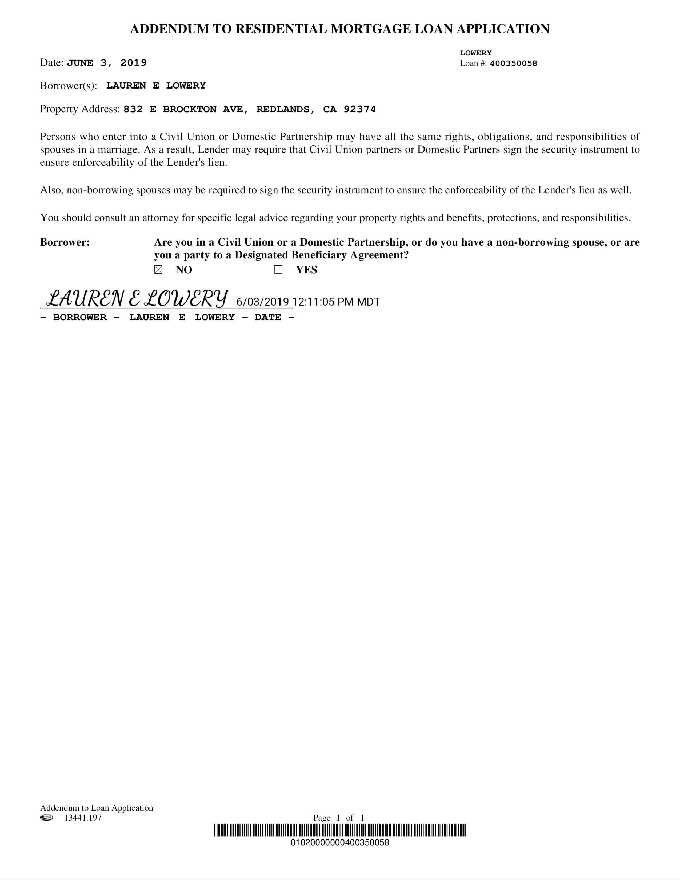 ADDENDUM TO RESIDENTIAL MORTGAGE LOAN APPLICATION
LOWERY
Date: JUNE 3, 2019
Loan #: 400350058
Borrower(s): LAUREN E LOWERY
Property Address: 832 E BROCKTON AVE, REDLANDS, CA 92374
Persons who enter into a Civil Union or Domestic Partnership may have all the same rights, obligations, and responsibilities of
spouses in a marriage. As a result, Lender may require that Civil Union partners or Domestic Partners sign the security instrument to
ensure enforceability of the Lender's lien.
Also, non-borrowing spouses may be required to sign the security instrument to ensure the enforceability of the Lender's lien as well.
You should consult an attorney for specific legal advice regarding your property rights and benefits, protections, and responsibilities.
Borrower: Are you in a Civil Union or a Domestic Partnership, or do you have a non-borrowing spouse, or are
you a party to a Designated Beneficiary Agreement?
☒ NO ☐ YES
LAUREN E LOWERY 6/03/2019 12:11:05 PM MDT
- BORROWER - LAUREN E LOWERY - DATE -
Addendum to Loan Application
13441.197
Page 1 of 1
01020000000400350058